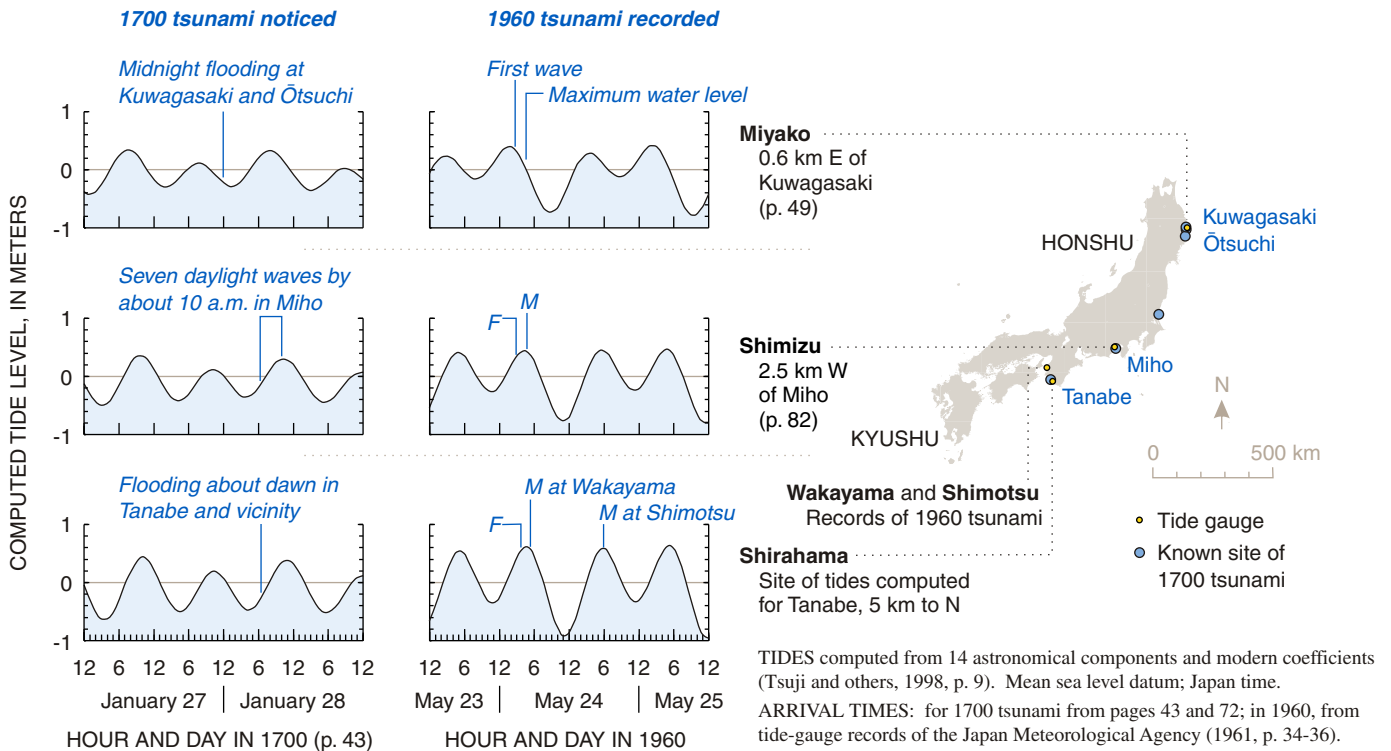 1700 tsunami noticed
1960 tsunami recorded
COMPUTED TIDE LEVEL, IN METERS
Midnight flooding at
Kuwagasaki and Ōtsuchi
First wave
Maximum water level
1
0
-1
Miyako
0.6 km E of
Kuwagasaki
(p. 49)
Seven daylight waves by
about 10 a.m. in Miho
F
M
1
0
-1
Shimizu
2.5 km W
of Miho
(p. 82)
Flooding about dawn in
Tanabe and vicinity
F
M at Wakayama
M at Shimotsu
1
0
-1
12 6 12 6 12 6 12 6 12
12 6 12 6 12 6 12 6 12
January 27 January 28
May 23 May 24 May 25
HOUR AND DAY IN 1700 (p. 43)
HOUR AND DAY IN 1960
HONSHU
Kuwagasaki
Ōtsuchi
Miho
Tanabe
KYUSHU
N
0 500 km
Wakayama and Shimotsu
Records of 1960 tsunami
Shirahama
Site of tides computed
for Tanabe, 5 km to N
Tide gauge
Known site of
1700 tsunami
TIDES computed from 14 astronomical components and modern coefficients
(Tsuji and others, 1998, p. 9). Mean sea level datum; Japan time.
ARRIVAL TIMES: for 1700 tsunami from pages 43 and 72; in 1960, from
tide-gauge records of the Japan Meteorological Agency (1961, p. 34-36).